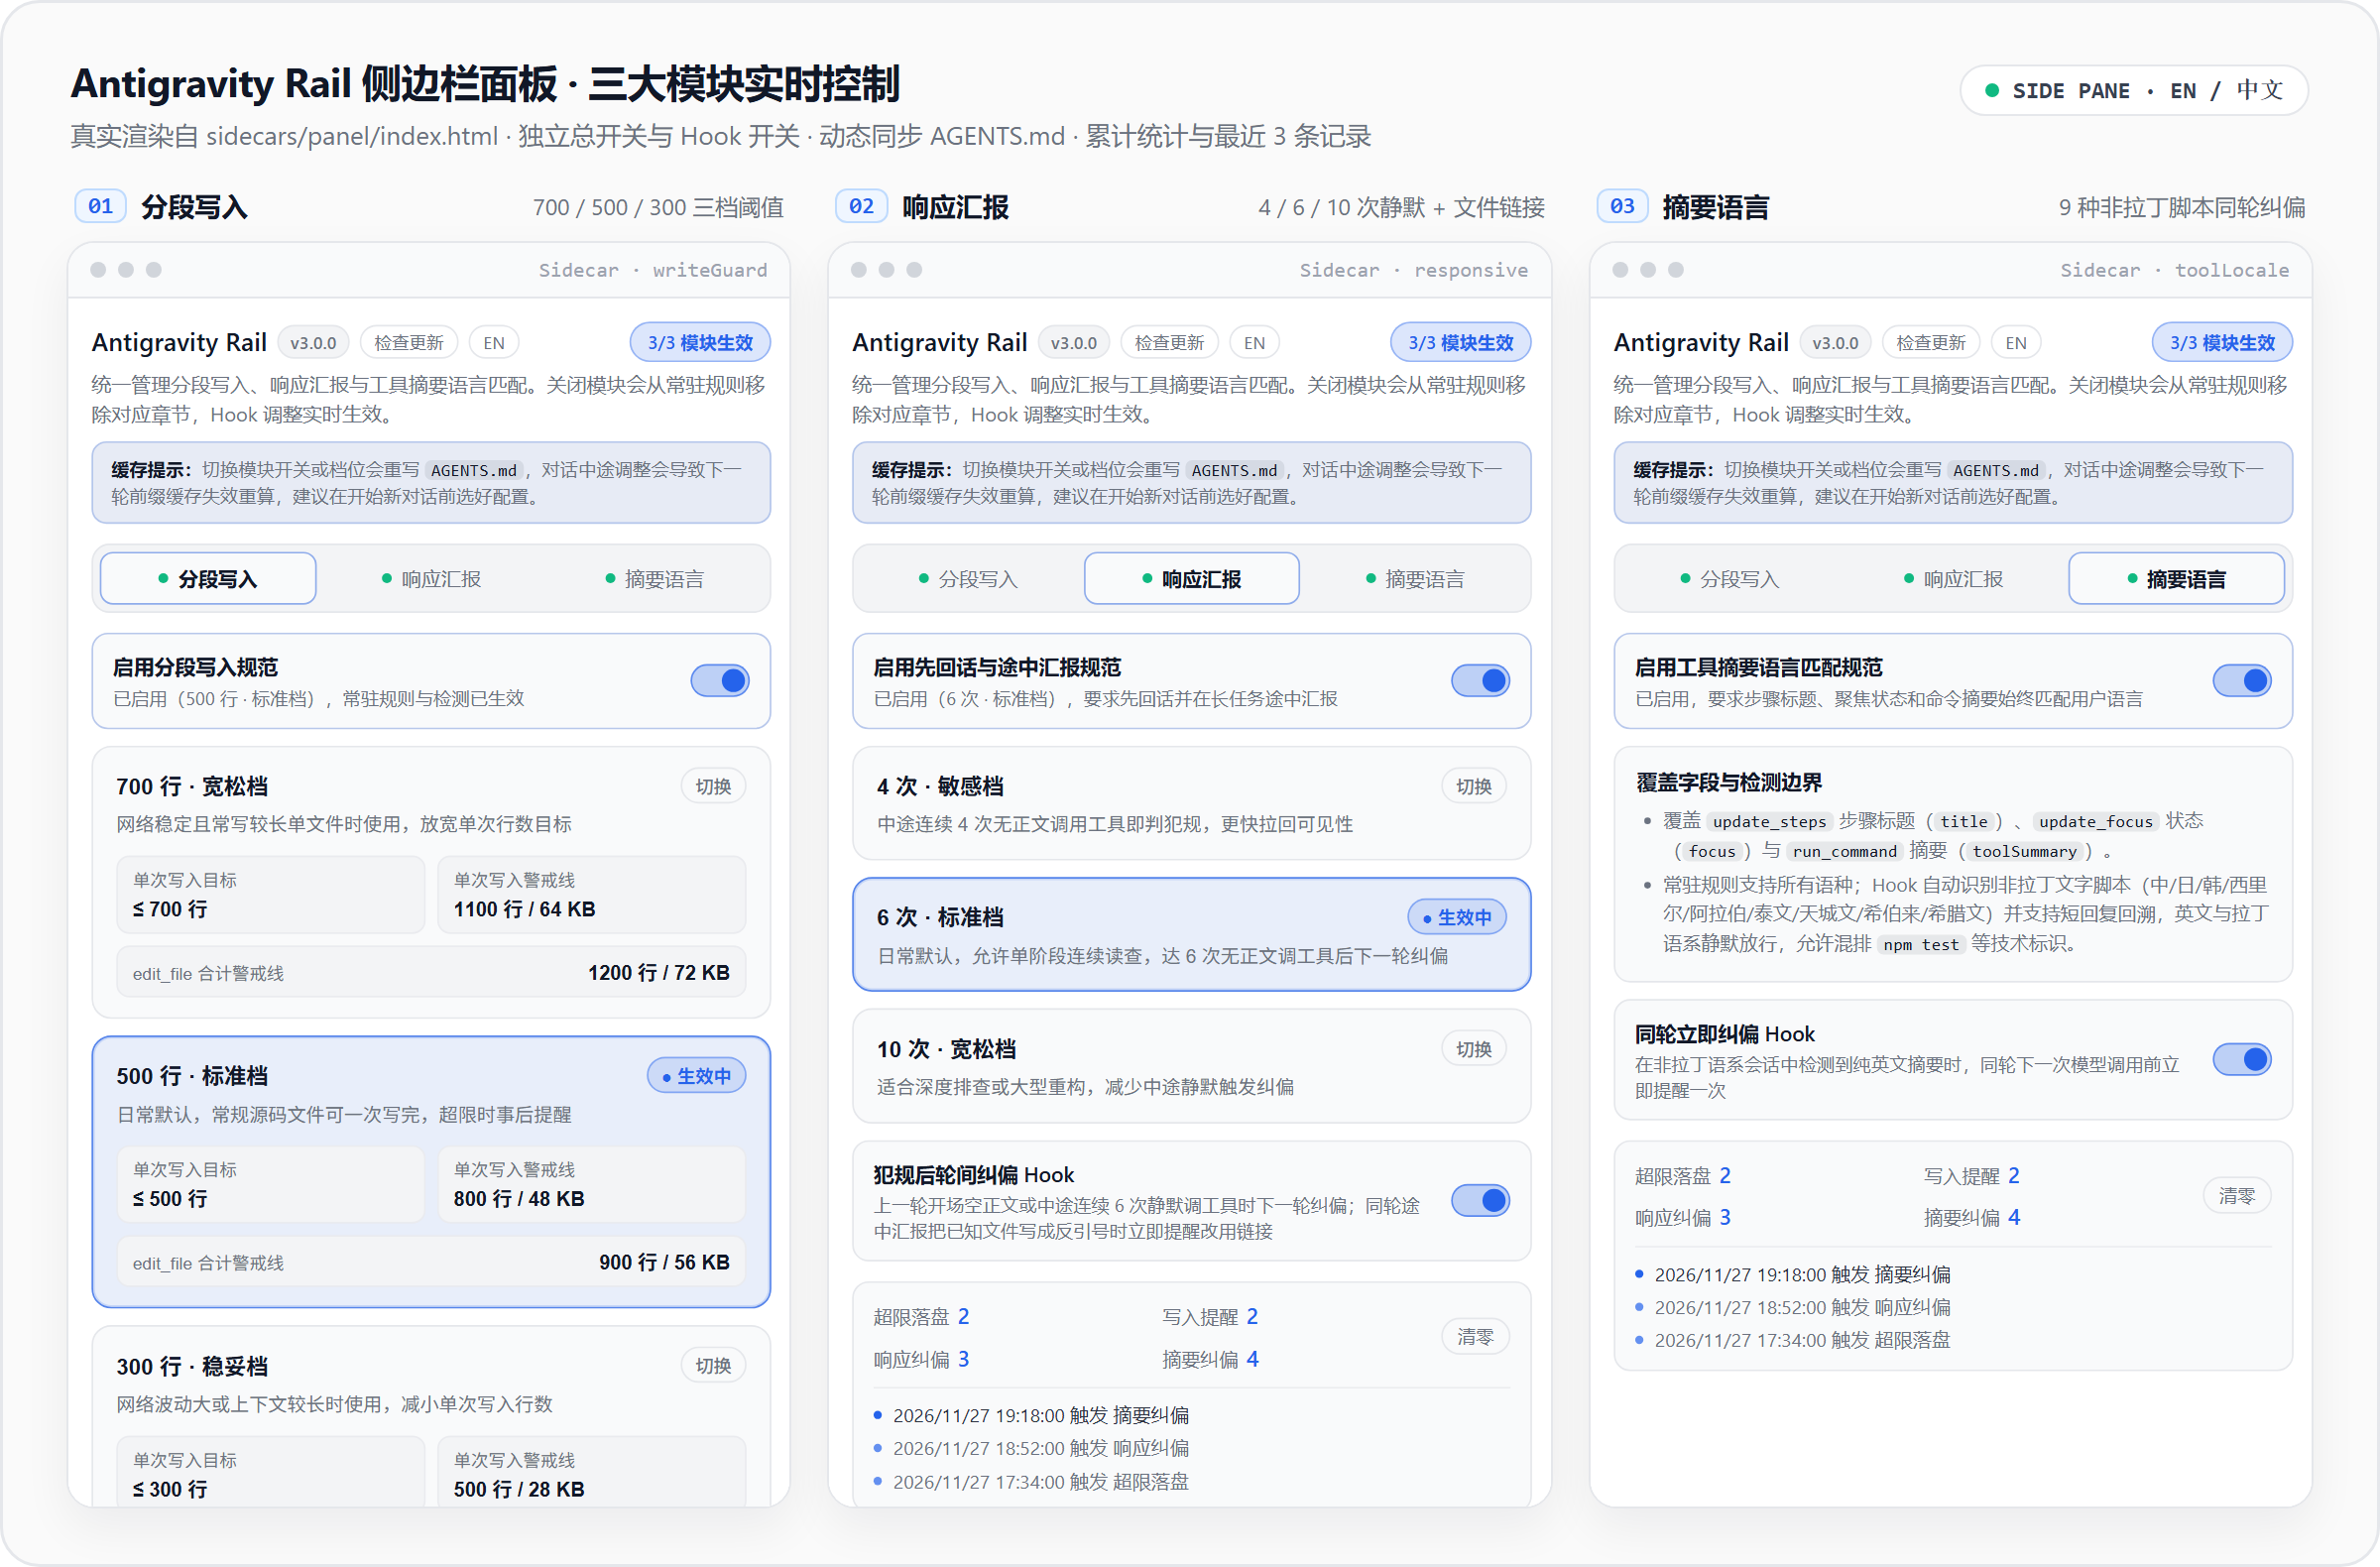 Antigravity Rail 侧边栏面板 · 三大模块实时控制
真实渲染自 sidecars/panel/index.html · 独立总开关与 Hook 开关 · 动态同步 AGENTS.md · 累计统计与最近 3 条记录
SIDE PANE · EN / 中文
01 分段写入 700 / 500 / 300 三档阈值
Sidecar · writeGuard
Antigravity Rail v3.0.0 检查更新 EN 3/3 模块生效
统一管理分段写入、响应汇报与工具摘要语言匹配。关闭模块会从常驻规则移
除对应章节，Hook 调整实时生效。
缓存提示：切换模块开关或档位会重写 AGENTS.md，对话中途调整会导致下一
轮前缀缓存失效重算，建议在开始新对话前选好配置。
分段写入 响应汇报 摘要语言
启用分段写入规范
已启用（500 行 · 标准档），常驻规则与检测已生效
700 行 · 宽松档 切换
网络稳定且常写较长单文件时使用，放宽单次行数目标
单次写入目标 单次写入警戒线
≤ 700 行 1100 行 / 64 KB
edit_file 合计警戒线 1200 行 / 72 KB
500 行 · 标准档 生效中
日常默认，常规源码文件可一次写完，超限时事后提醒
单次写入目标 单次写入警戒线
≤ 500 行 800 行 / 48 KB
edit_file 合计警戒线 900 行 / 56 KB
300 行 · 稳妥档 切换
网络波动大或上下文较长时使用，减小单次写入行数
单次写入目标 单次写入警戒线
≤ 300 行 500 行 / 28 KB
02 响应汇报 4 / 6 / 10 次静默 + 文件链接
Sidecar · responsive
Antigravity Rail v3.0.0 检查更新 EN 3/3 模块生效
统一管理分段写入、响应汇报与工具摘要语言匹配。关闭模块会从常驻规则移
除对应章节，Hook 调整实时生效。
缓存提示：切换模块开关或档位会重写 AGENTS.md，对话中途调整会导致下一
轮前缀缓存失效重算，建议在开始新对话前选好配置。
分段写入 响应汇报 摘要语言
启用先回话与途中汇报规范
已启用（6 次 · 标准档），要求先回话并在长任务途中汇报
4 次 · 敏感档 切换
中途连续 4 次无正文调用工具即判犯规，更快拉回可见性
6 次 · 标准档 生效中
日常默认，允许单阶段连续读查，达 6 次无正文调工具后下一轮纠偏
10 次 · 宽松档 切换
适合深度排查或大型重构，减少中途静默触发纠偏
犯规后轮间纠偏 Hook
上一轮开场空正文或中途连续 6 次静默调工具时下一轮纠偏；同轮途
中汇报把已知文件写成反引号时立即提醒改用链接
超限落盘 2 写入提醒 2 清零
响应纠偏 3 摘要纠偏 4
2026/11/27 19:18:00 触发 摘要纠偏
2026/11/27 18:52:00 触发 响应纠偏
2026/11/27 17:34:00 触发 超限落盘
03 摘要语言 9 种非拉丁脚本同轮纠偏
Sidecar · toolLocale
Antigravity Rail v3.0.0 检查更新 EN 3/3 模块生效
统一管理分段写入、响应汇报与工具摘要语言匹配。关闭模块会从常驻规则移
除对应章节，Hook 调整实时生效。
缓存提示：切换模块开关或档位会重写 AGENTS.md，对话中途调整会导致下一
轮前缀缓存失效重算，建议在开始新对话前选好配置。
分段写入 响应汇报 摘要语言
启用工具摘要语言匹配规范
已启用，要求步骤标题、聚焦状态和命令摘要始终匹配用户语言
覆盖字段与检测边界
覆盖 update_steps 步骤标题（title）、update_focus 状态
（focus）与 run_command 摘要（toolSummary）。
常驻规则支持所有语种；Hook 自动识别非拉丁文字脚本（中/日/韩/西里
尔/阿拉伯/泰文/天城文/希伯来/希腊文）并支持短回复回溯，英文与拉丁
语系静默放行，允许混排 npm test 等技术标识。
同轮立即纠偏 Hook
在非拉丁语系会话中检测到纯英文摘要时，同轮下一次模型调用前立
即提醒一次
超限落盘 2 写入提醒 2 清零
响应纠偏 3 摘要纠偏 4
2026/11/27 19:18:00 触发 摘要纠偏
2026/11/27 18:52:00 触发 响应纠偏
2026/11/27 17:34:00 触发 超限落盘